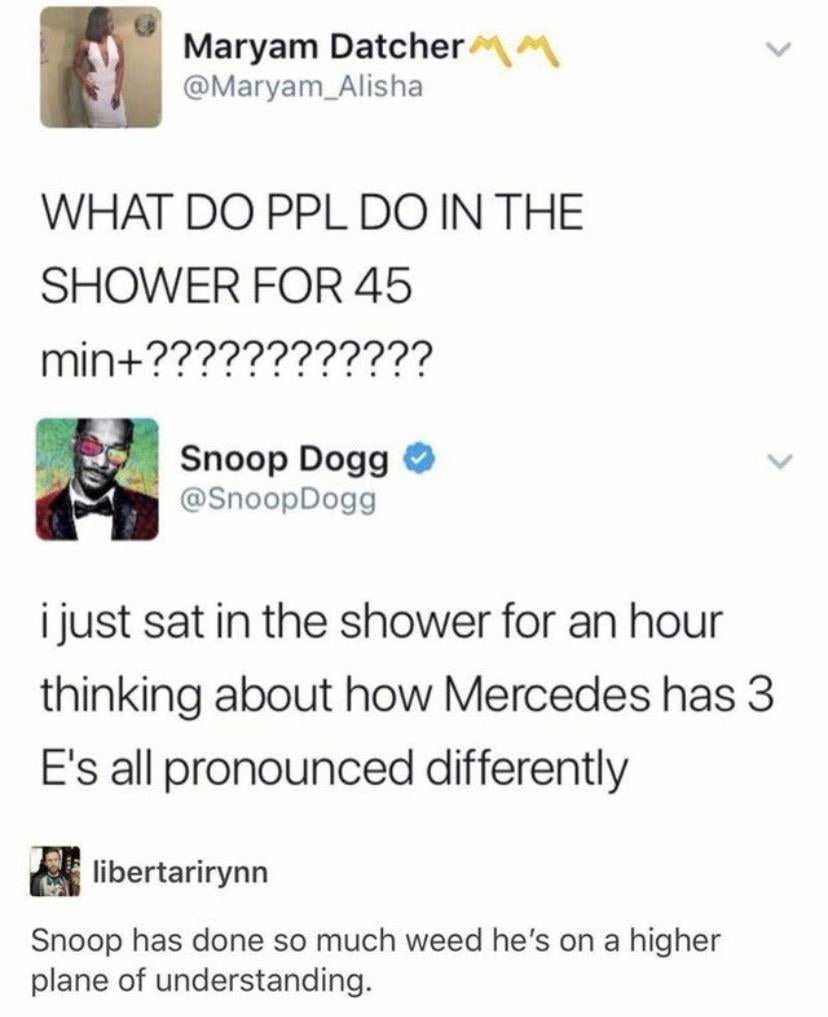 Maryam Datcher〽️〽️
@Maryam_Alisha
WHAT DO PPL DO IN THE
SHOWER FOR 45
min+????????????
Snoop Dogg
@SnoopDogg
i just sat in the shower for an hour
thinking about how Mercedes has 3
E's all pronounced differently
libertarirynn
Snoop has done so much weed he's on a higher
plane of understanding.